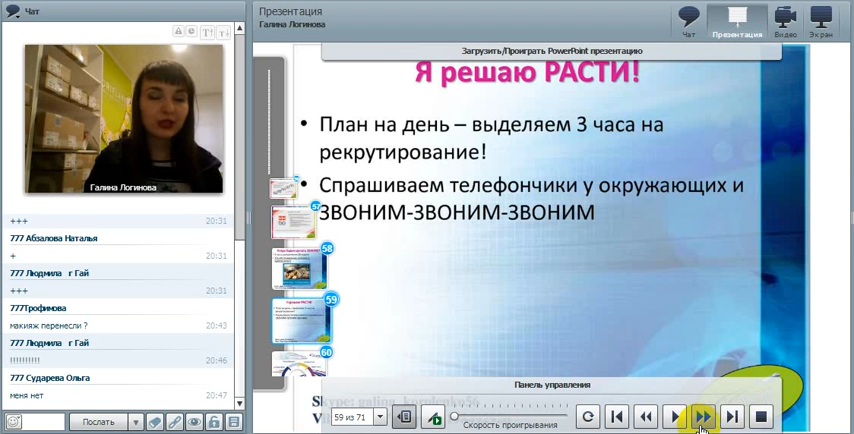 Чат
Галина Логинова
+++ 20:31
777 Абзалова Наталья
+ 20:31
777 Людмила г Гай
+++ 20:31
777Трофимова
макияж перенесли ? 20:43
777 Людмила г Гай
!!!!!!!!!! 20:46
777 Сударева Ольга
меня нет 20:47
Послать
Презентация
Галина Логинова
Чат
Презентация
Видео
Экран
Загрузить/Проиграть PowerPoint презентацию
Я решаю РАСТИ!
• План на день – выделяем 3 часа на
рекрутирование!
• Спрашиваем телефончики у окружающих и
ЗВОНИМ-ЗВОНИМ-ЗВОНИМ
57
58
59
60
Панель управления
59 из 71
Скорость проигрывания